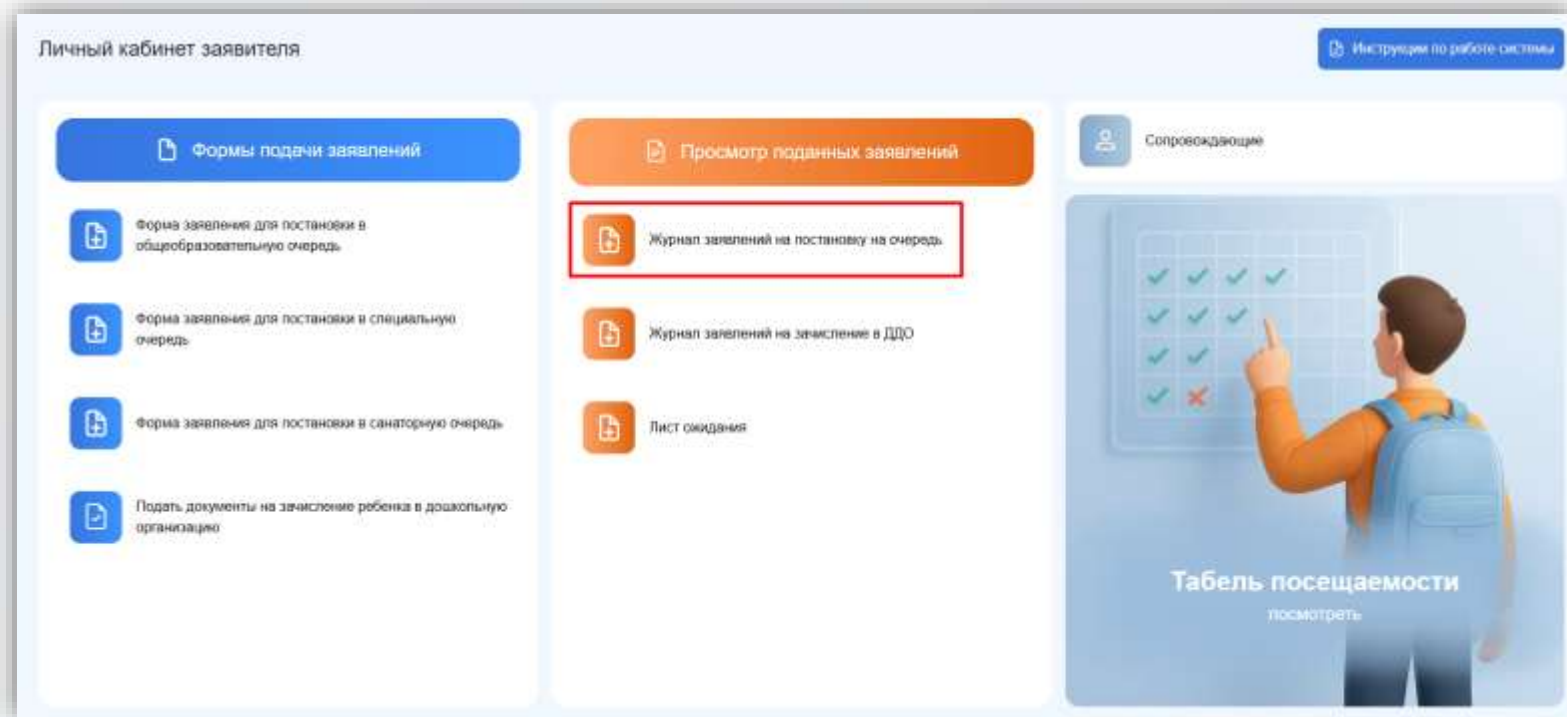 Личный кабинет заявителя
Инструкции по работе системы
Формы подачи заявлений
Форма заявления для постановки в
общеобразовательную очередь
Форма заявления для постановки в специальную
очередь
Форма заявления для постановки в санаторную очередь
Подать документы на зачисление ребенка в дошкольную
организацию
Просмотр поданных заявлений
Журнал заявлений на постановку на очередь
Журнал заявлений на зачисление в ДДО
Лист ожидания
Сопровождающие
Табель посещаемости
посмотреть